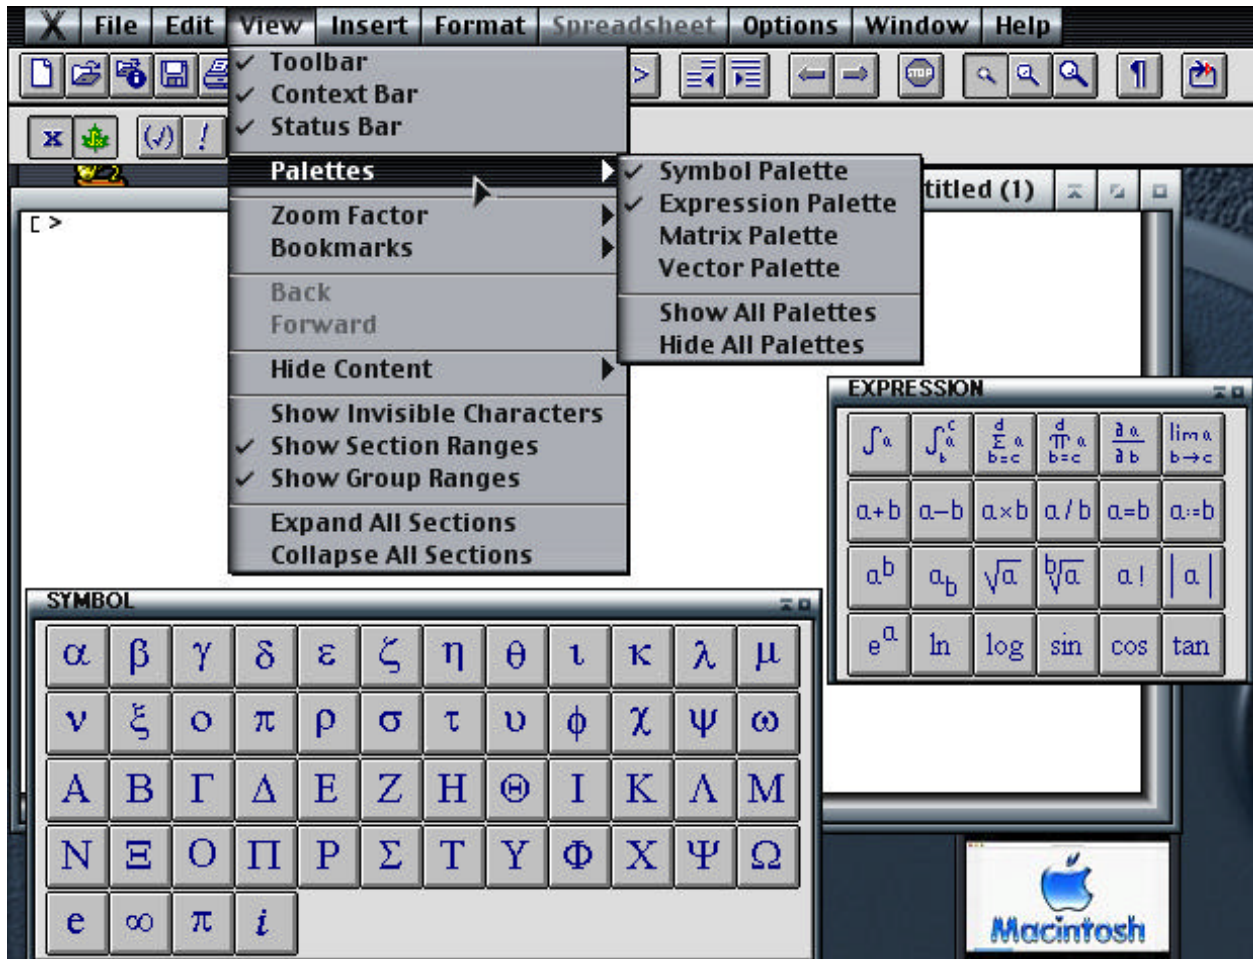 X File Edit View Insert Format Spreadsheet Options Window Help
Toolbar
Context Bar
Status Bar
Palettes
Zoom Factor
Bookmarks
Back
Forward
Hide Content
Show Invisible Characters
Show Section Ranges
Show Group Ranges
Expand All Sections
Collapse All Sections
Symbol Palette
Expression Palette
Matrix Palette
Vector Palette
Show All Palettes
Hide All Palettes
> STOP ¶
x (√) !
titled (1)
[ >
EXPRESSION
∫a ∫ a b c d Σ a b=c d Π a b=c ∂a ∂b lim a b→c
a+b a−b a×b a/b a=b a:=b
a^b a_b √a b√a a! |a|
e^a ln log sin cos tan
SYMBOL
α β γ δ ε ζ η θ ι κ λ μ
ν ξ ο π ρ σ τ υ φ χ ψ ω
Α Β Γ Δ Ε Ζ Η Θ Ι Κ Λ Μ
Ν Ξ Ο Π Ρ Σ Τ Υ Φ Χ Ψ Ω
e ∞ π i
Macintosh